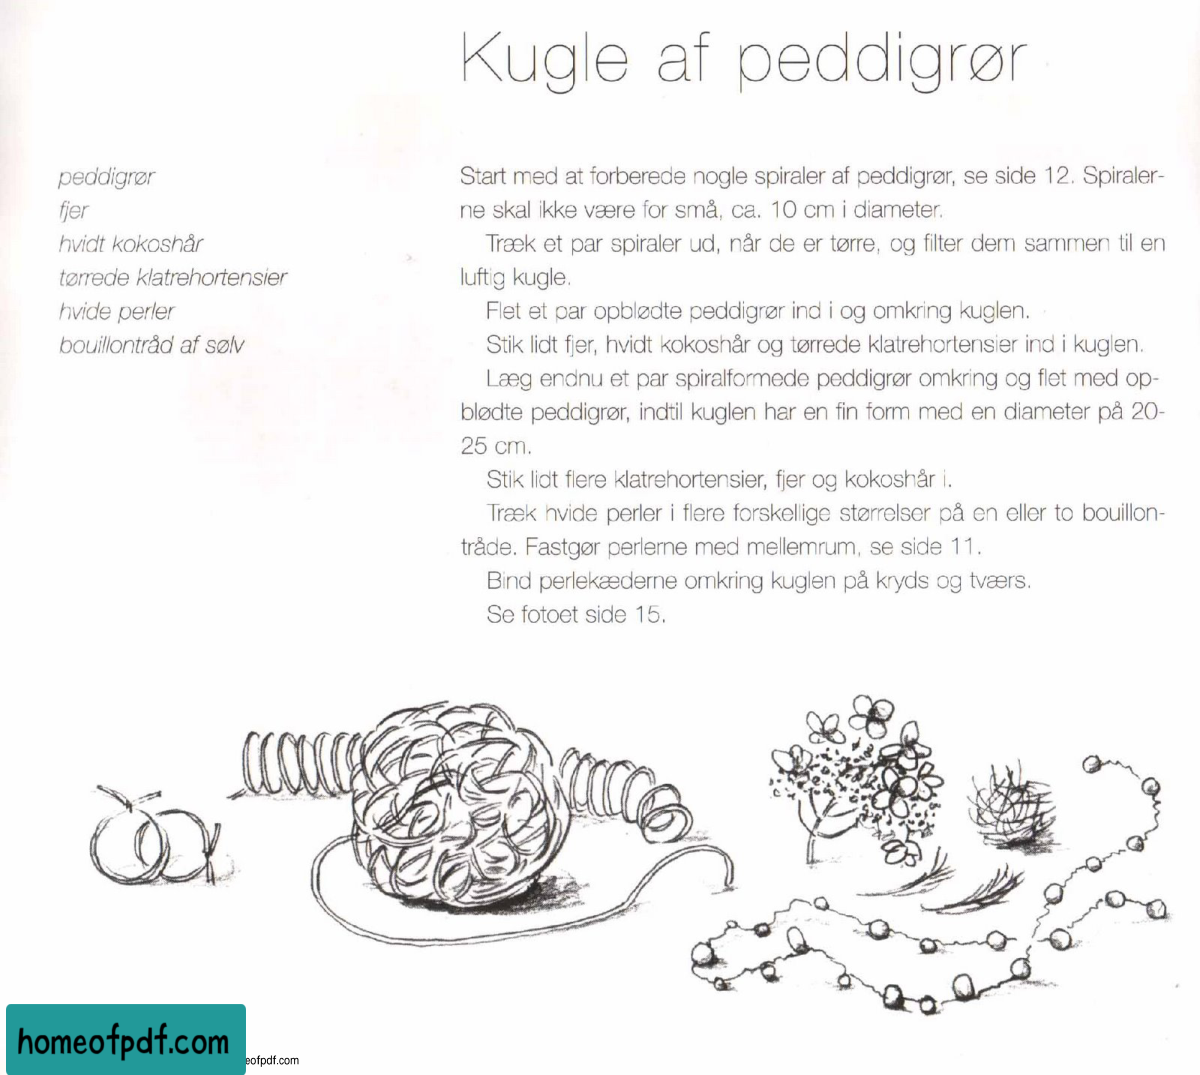 Kugle af peddigrør
peddigrør
fjer
hvidt kokoshår
tørrede klatrehortensier
hvide perler
bouillontråd af sølv
Start med at forberede nogle spiraler af peddigrør, se side 12. Spiraler-
ne skal ikke være for små, ca. 10 cm i diameter.
Træk et par spiraler ud, når de er tørre, og filter dem sammen til en
luftig kugle.
Flet et par opblødte peddigrør ind i og omkring kuglen.
Stik lidt fjer, hvidt kokoshår og tørrede klatrehortensier ind i kuglen.
Læg endnu et par spiralformede peddigrør omkring og flet med op-
blødte peddigrør, indtil kuglen har en fin form med en diameter på 20-
25 cm.
Stik lidt flere klatrehortensier, fjer og kokoshår i.
Træk hvide perler i flere forskellige størrelser på en eller to bouillon-
tråde. Fastgør perlerne med mellemrum, se side 11.
Bind perlekæderne omkring kuglen på kryds og tværs.
Se fotoet side 15.
homeofpdf.com
eofpdf.com